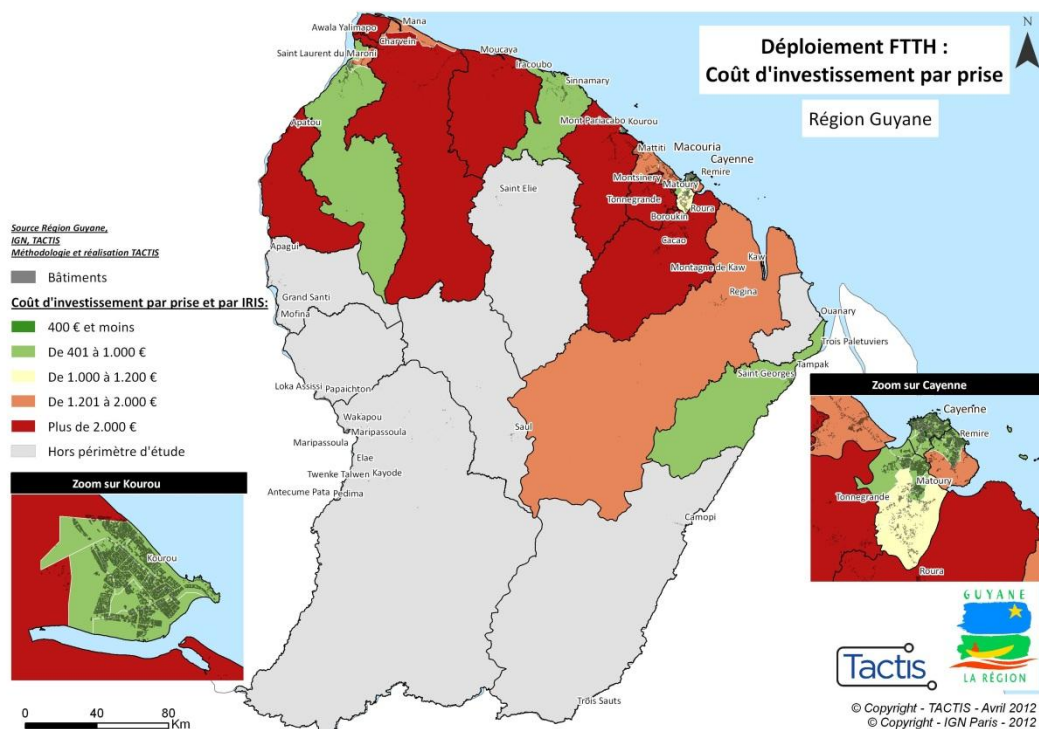 Déploiement FTTH :
Coût d'investissement par prise
Région Guyane
N
Awala Yalimapo
Mana
Charvein
Saint Laurent du Maroni
Moucaya
Iracoubo
Sinnamary
Apatou
Mont Pariacabo
Kourou
Mattiti
Macouria
Cayenne
Remire
Montsinery
Matoury
Saint Elie
Tonnegrande
Roura
Boroukin
Cacao
Apagui
Montagne de Kaw
Kaw
Regina
Grand Santi
Mofina
Ouanary
Trois Paletuviers
Tampak
Saint Georges
Loka Assissi
Papaichton
Wakapou
Saul
Maripassoula
Maripassoula
Elae
Twenke Talwen
Kayode
Antecume Pata
Pedima
Camopi
Trois Sauts
Source Région Guyane,
IGN, TACTIS
Méthodologie et réalisation TACTIS
Bâtiments
Coût d'investissement par prise et par IRIS:
400 € et moins
De 401 à 1.000 €
De 1.000 à 1.200 €
De 1.201 à 2.000 €
Plus de 2.000 €
Hors périmètre d'étude
Zoom sur Kourou
Kourou
Zoom sur Cayenne
Cayenne
Remire
Matoury
Tonnegrande
Roura
0 40 80
Km
Tactis
GUYANE
LA RÉGION
© Copyright - TACTIS - Avril 2012
© Copyright - IGN Paris - 2012